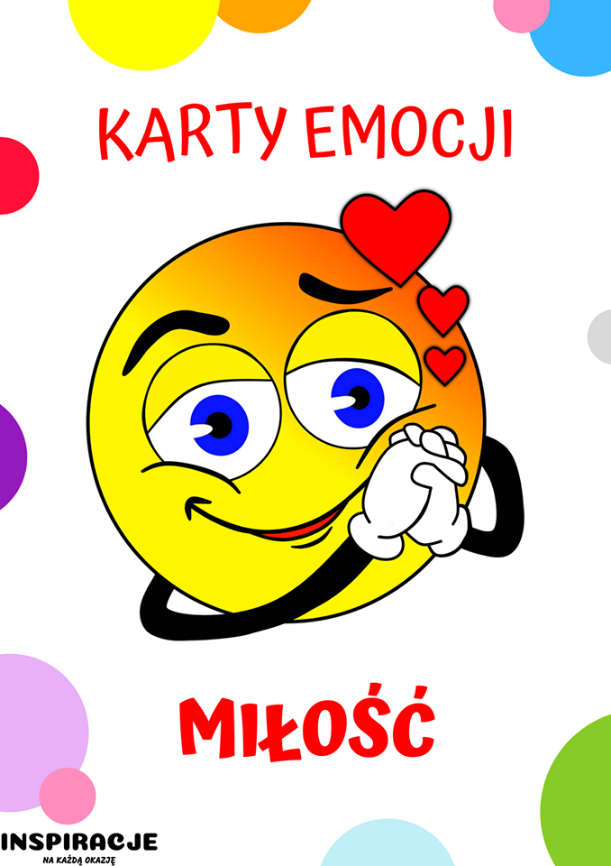 KARTY EMOCJI
MIŁOŚĆ
INSPIRACJE
NA KAŻDĄ OKAZJĘ